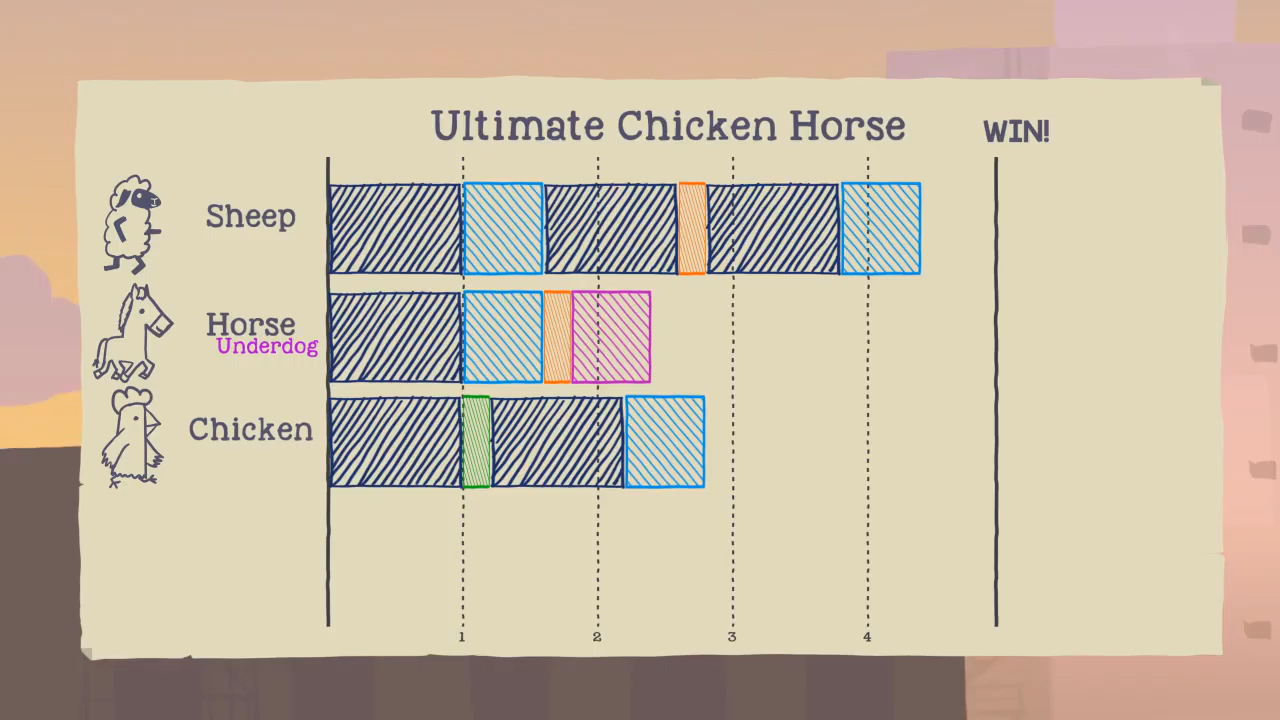 Ultimate Chicken Horse
WIN!
Sheep
Horse
Underdog
Chicken
1 2 3 4